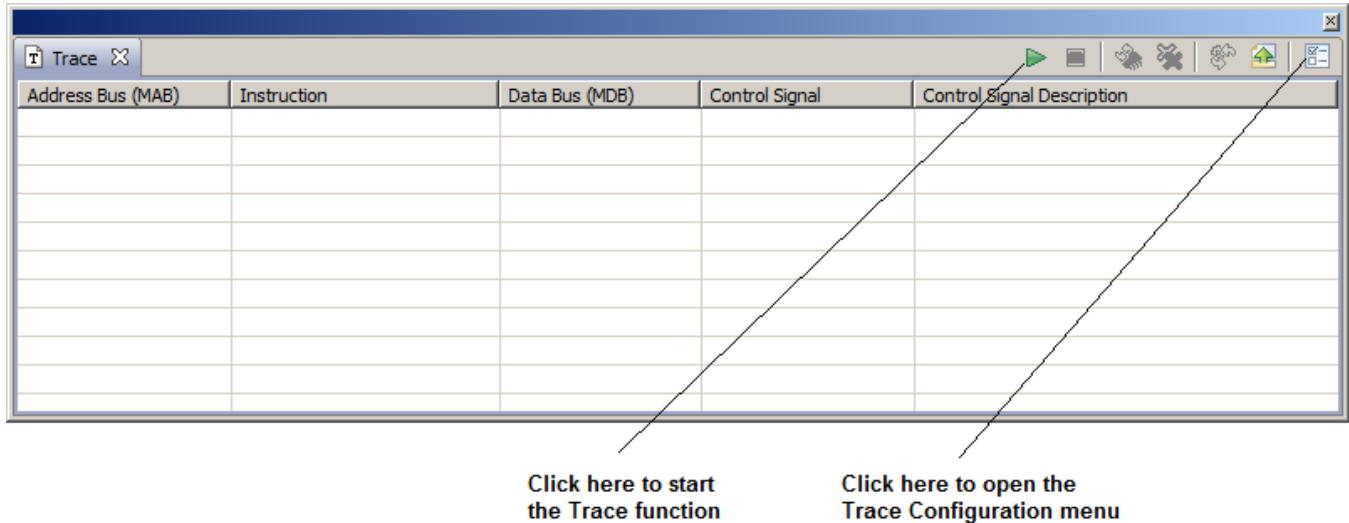 Trace
Address Bus (MAB) Instruction Data Bus (MDB) Control Signal Control Signal Description
Click here to start
the Trace function
Click here to open the
Trace Configuration menu